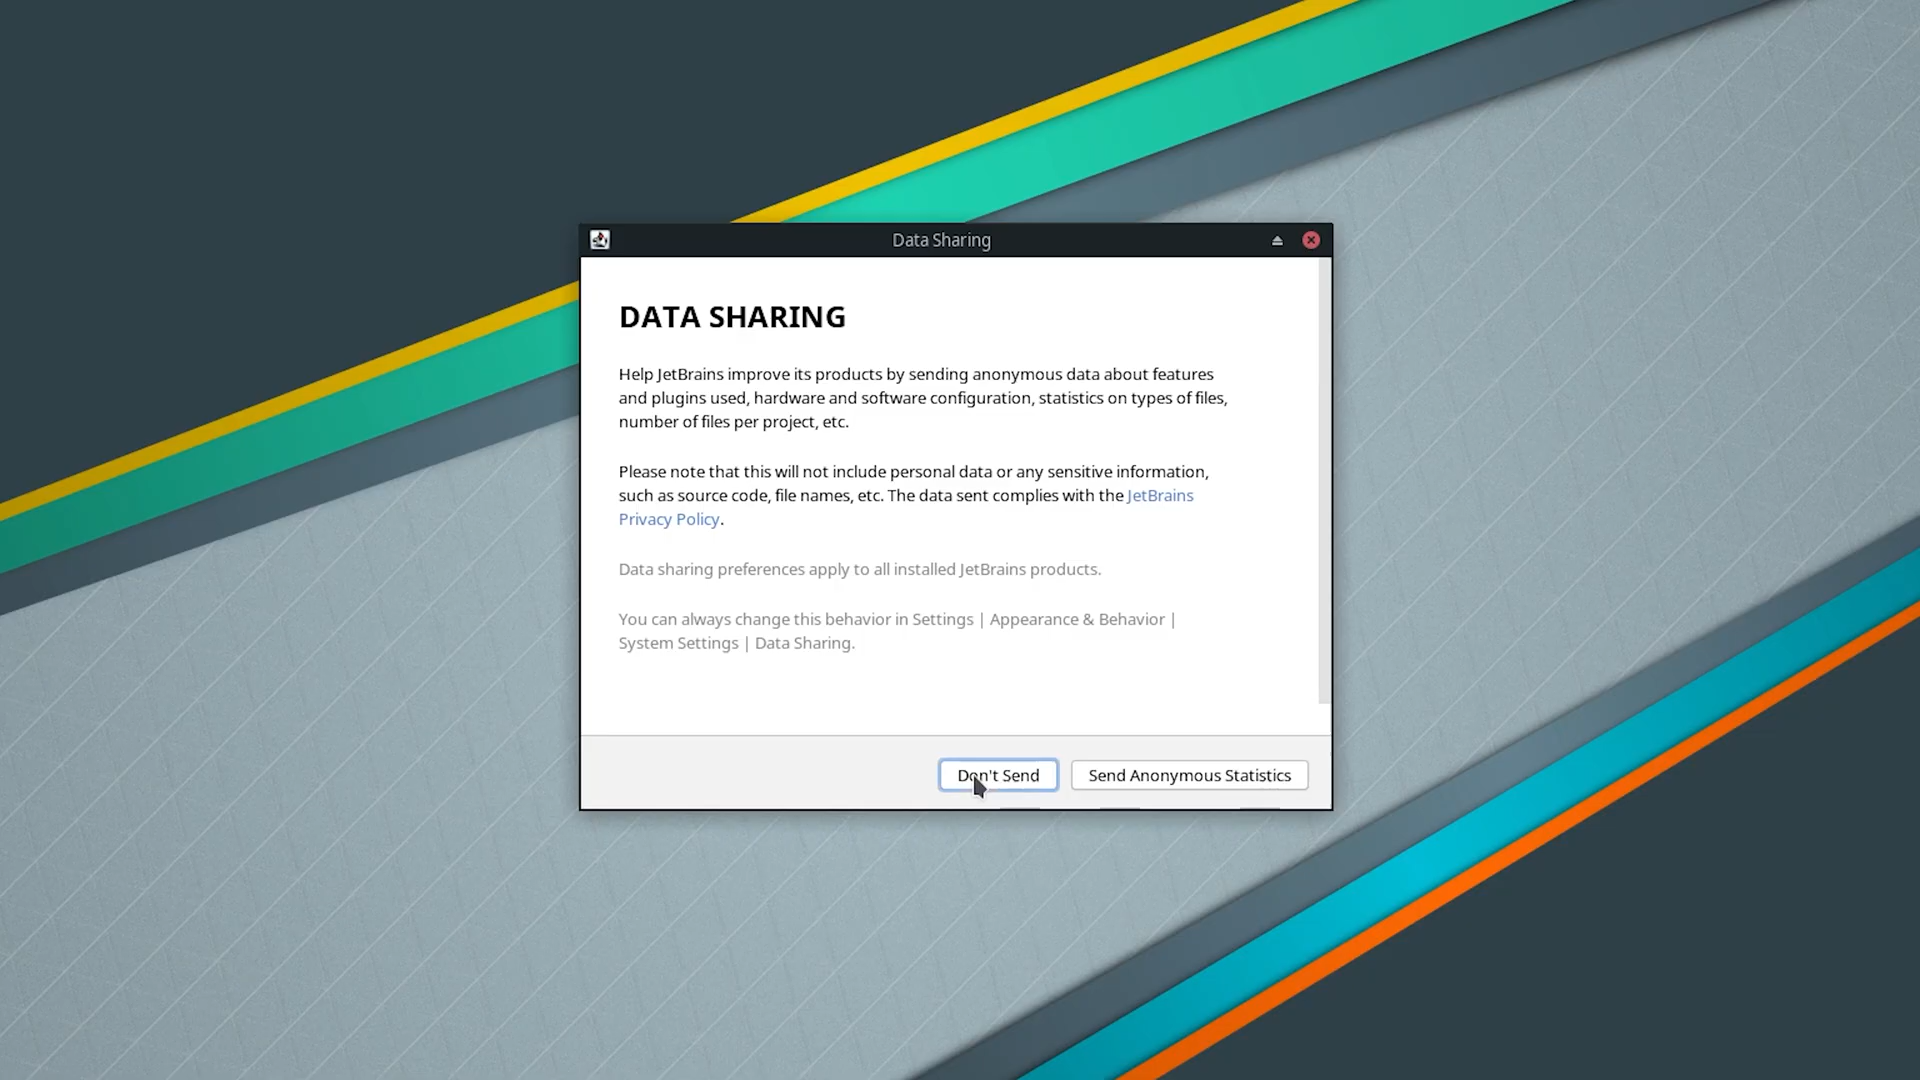 Data Sharing
DATA SHARING
Help JetBrains improve its products by sending anonymous data about features
and plugins used, hardware and software configuration, statistics on types of files,
number of files per project, etc.
Please note that this will not include personal data or any sensitive information,
such as source code, file names, etc. The data sent complies with the JetBrains
Privacy Policy.
Data sharing preferences apply to all installed JetBrains products.
You can always change this behavior in Settings | Appearance & Behavior |
System Settings | Data Sharing.
Don't Send
Send Anonymous Statistics